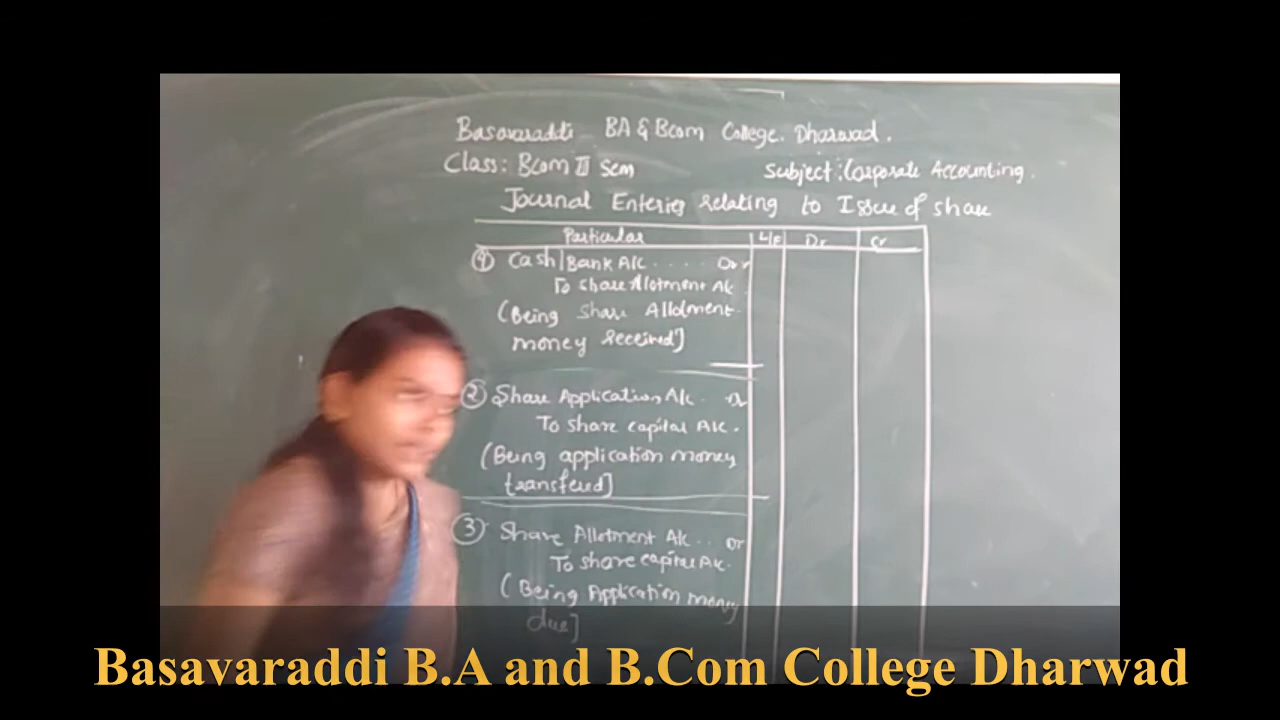 Basavaraddi BA & Bcom College. Dharwad.
Class: BCom III Sem Subject: Corporate Accounting.
Journal Enteries relating to Issue of share
Particular L/F Dr Cr
④ Cash/Bank A/c ..... Dr
To share Allotment A/c
(Being share Allotment
money received]
② Share Application A/c .. Dr
To share capital A/c.
(Being application money
transfered]
③ Share Allotment A/c .. Dr
To share capital A/c.
(Being Application money
due]
Basavaraddi B.A and B.Com College Dharwad